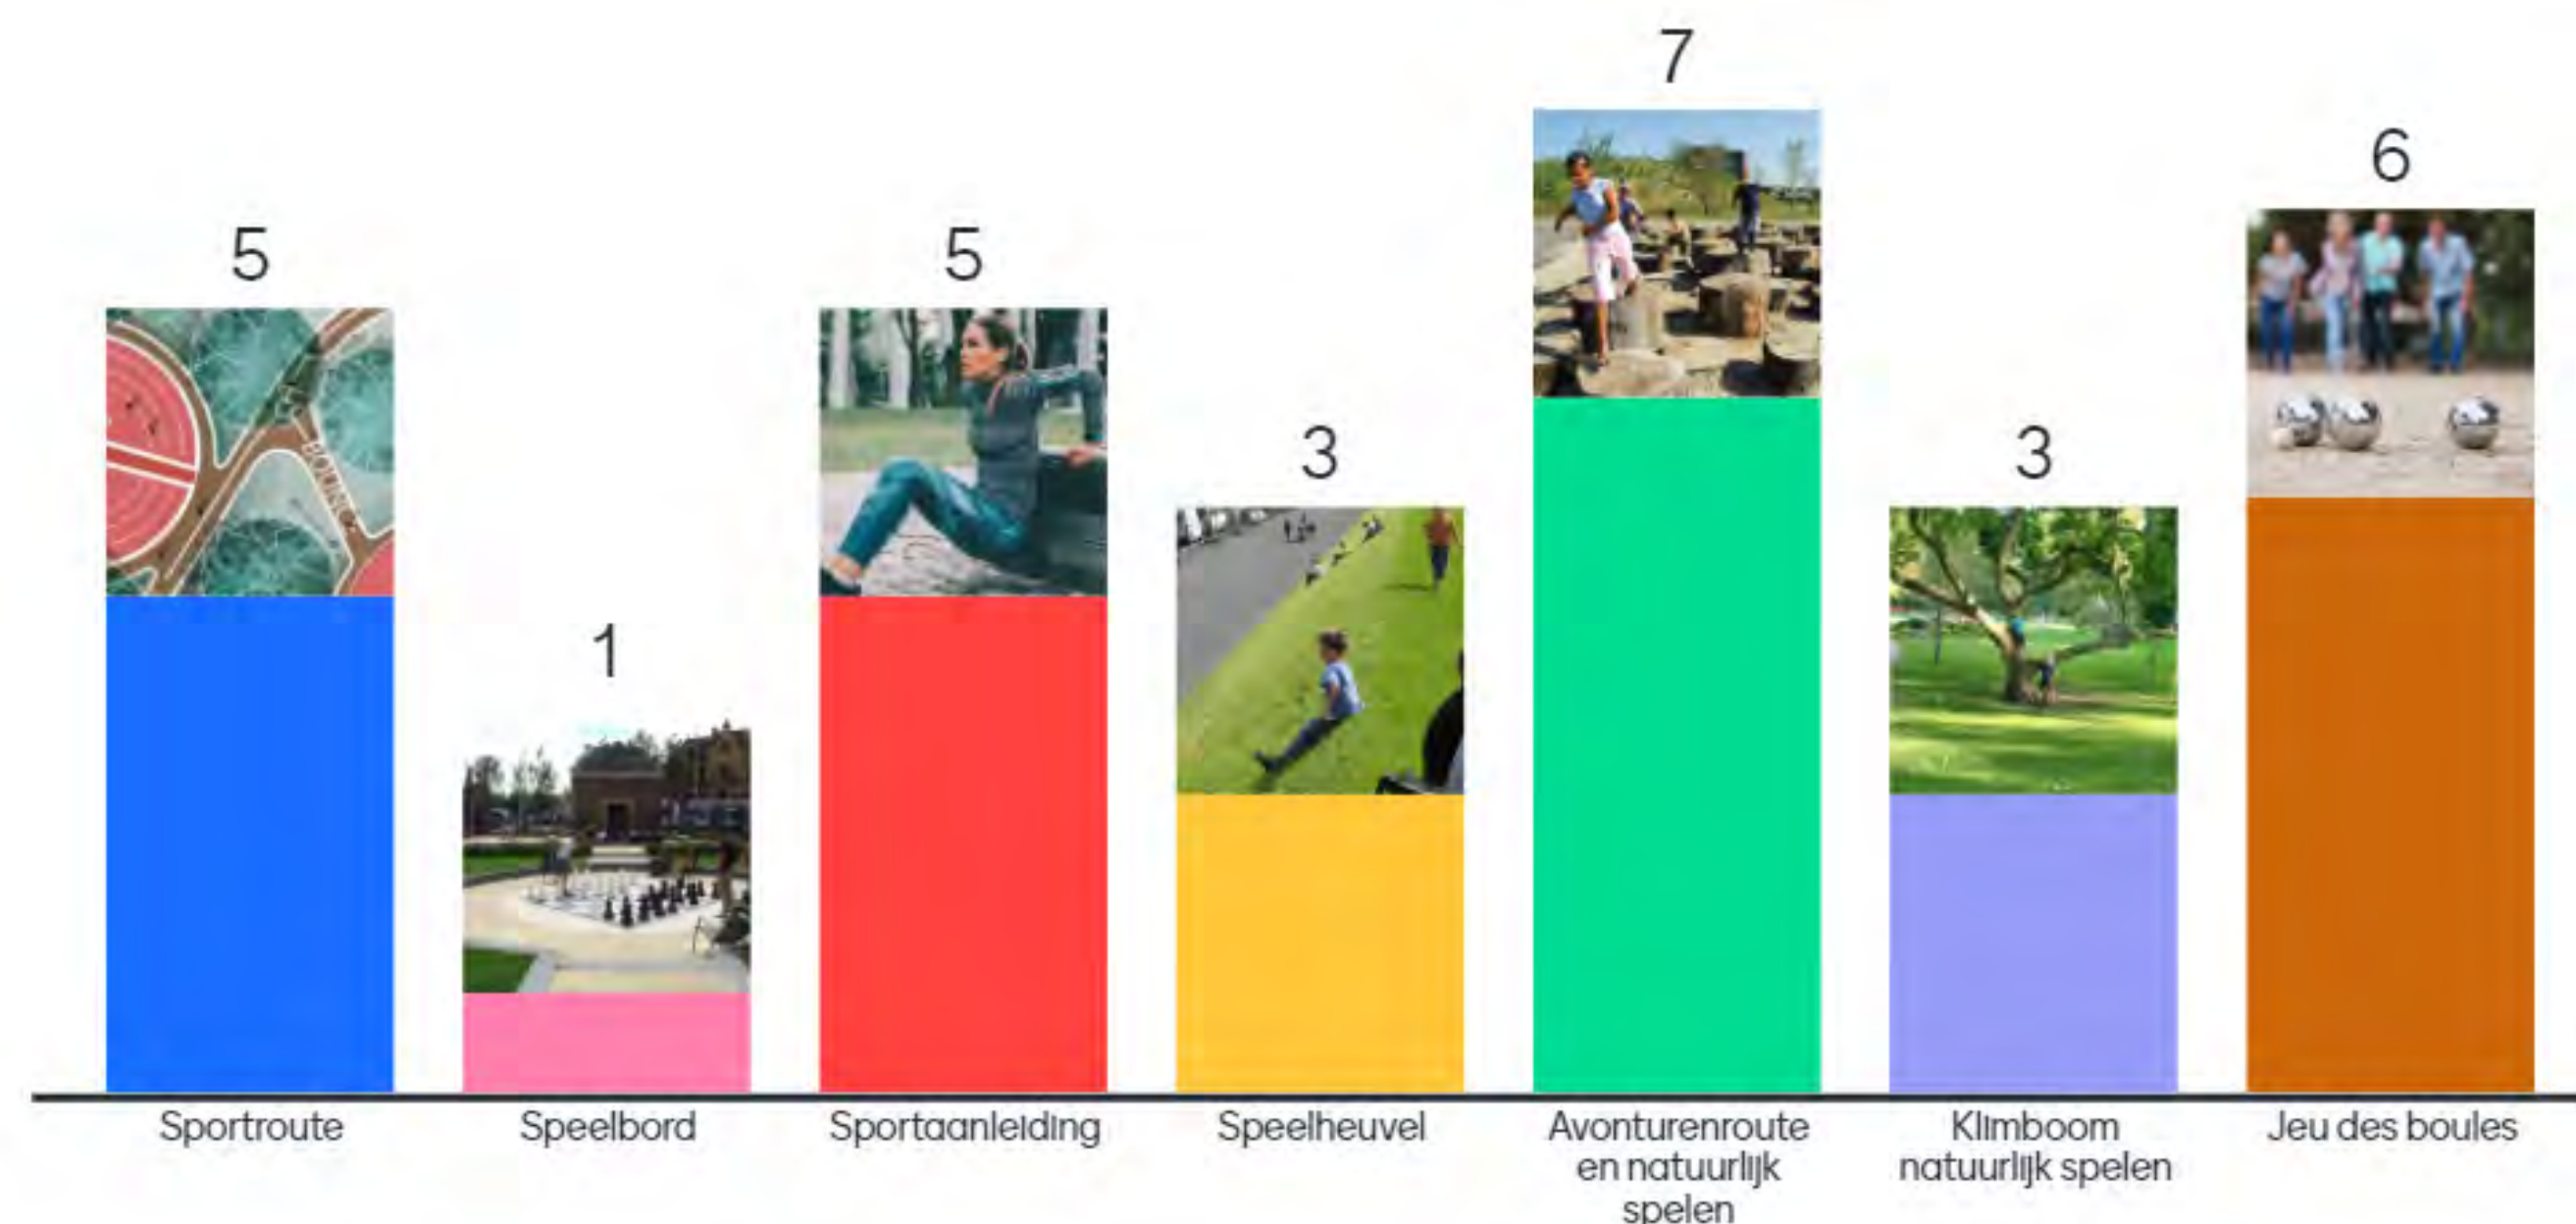 7
6
5
5
3
3
1
Sportroute
Speelbord
Sportaanleiding
Speelheuvel
Avonturenroute
en natuurlijk
spelen
Klimboom
natuurlijk spelen
Jeu des boules